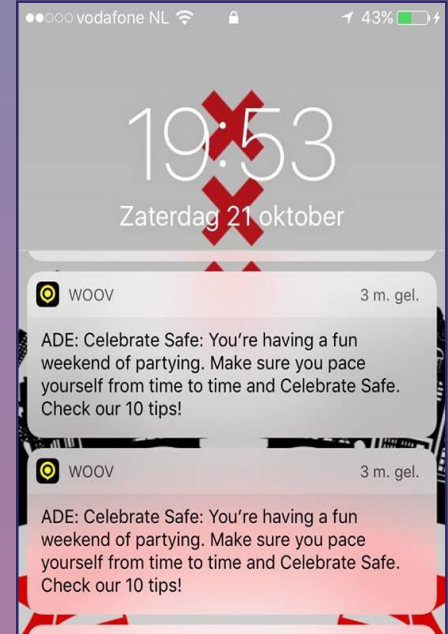 vodafone NL 43%
19:53
Zaterdag 21 oktober
WOOV 3 m. gel.
ADE: Celebrate Safe: You're having a fun
weekend of partying. Make sure you pace
yourself from time to time and Celebrate Safe.
Check our 10 tips!
WOOV 3 m. gel.
ADE: Celebrate Safe: You're having a fun
weekend of partying. Make sure you pace
yourself from time to time and Celebrate Safe.
Check our 10 tips!